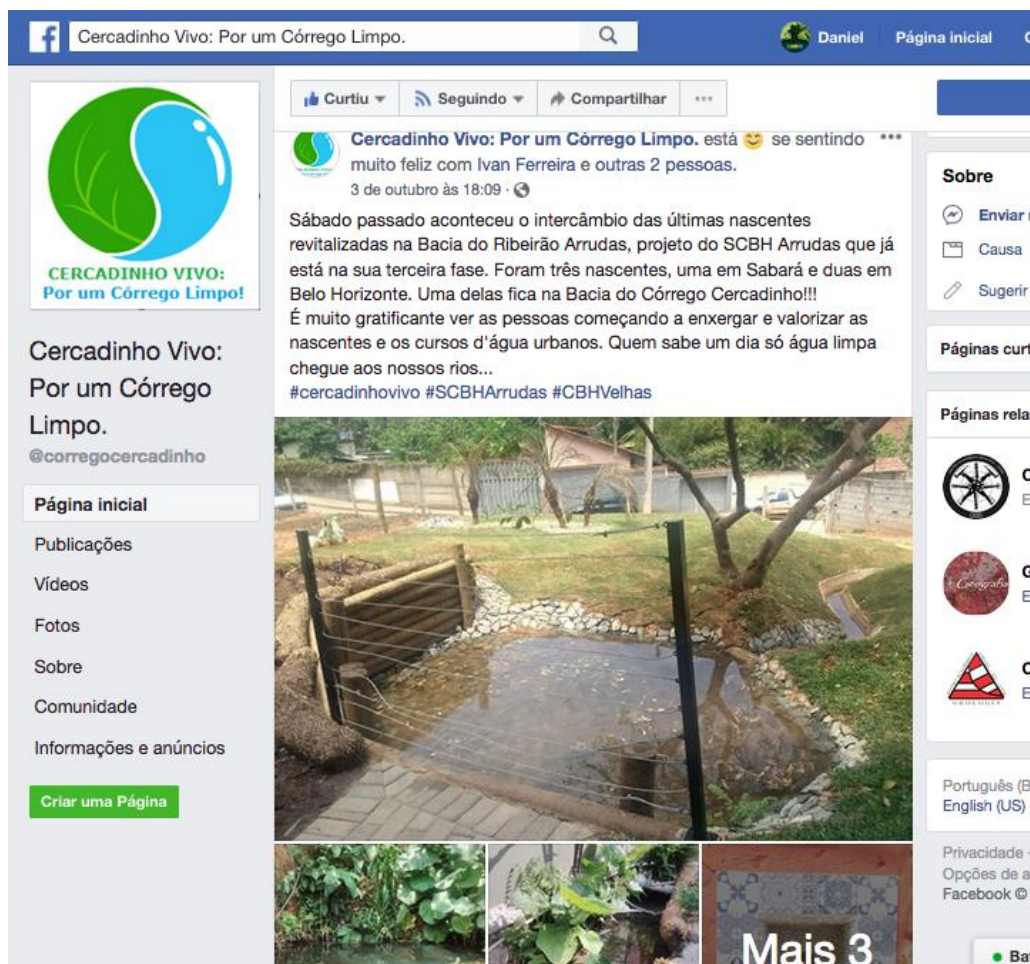 Cercadinho Vivo: Por um Córrego Limpo.
Daniel
Página inicial
CERCADINHO VIVO:
Por um Córrego Limpo!
Cercadinho Vivo:
Por um Córrego
Limpo.
@corregocercadinho
Página inicial
Publicações
Vídeos
Fotos
Sobre
Comunidade
Informações e anúncios
Criar uma Página
Curtiu
Seguindo
Compartilhar
Cercadinho Vivo: Por um Córrego Limpo. está se sentindo
muito feliz com Ivan Ferreira e outras 2 pessoas.
3 de outubro às 18:09 ·
Sábado passado aconteceu o intercâmbio das últimas nascentes
revitalizadas na Bacia do Ribeirão Arrudas, projeto do SCBH Arrudas que já
está na sua terceira fase. Foram três nascentes, uma em Sabará e duas em
Belo Horizonte. Uma delas fica na Bacia do Córrego Cercadinho!!!
É muito gratificante ver as pessoas começando a enxergar e valorizar as
nascentes e os cursos d'água urbanos. Quem sabe um dia só água limpa
chegue aos nossos rios...
#cercadinhovivo #SCBHArrudas #CBHVelhas
Mais 3
Sobre
Enviar
Causa
Sugerir
Páginas
Páginas
Geografia
GEOLOGIA
Português
English (US)
Privacidade ·
Opções de
Facebook ©